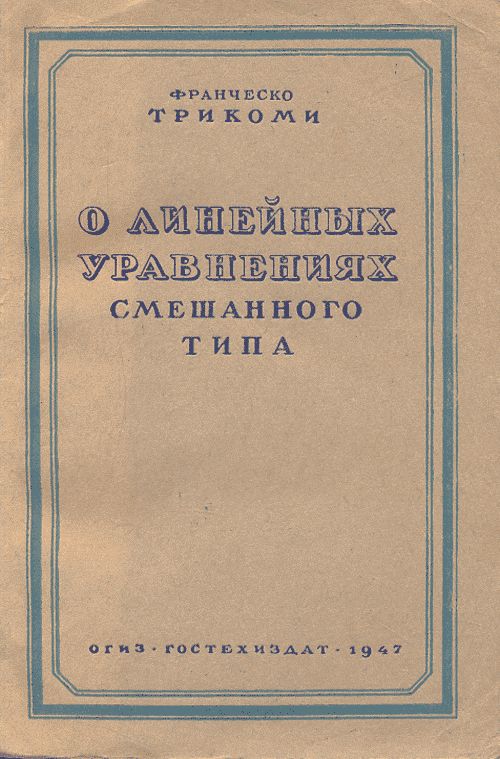 ФРАНЧЕСКО
ТРИКОМИ
О ЛИНЕЙНЫХ
УРАВНЕНИЯХ
СМЕШАННОГО
ТИПА
ОГИЗ · ГОСТЕХИЗДАТ · 1947